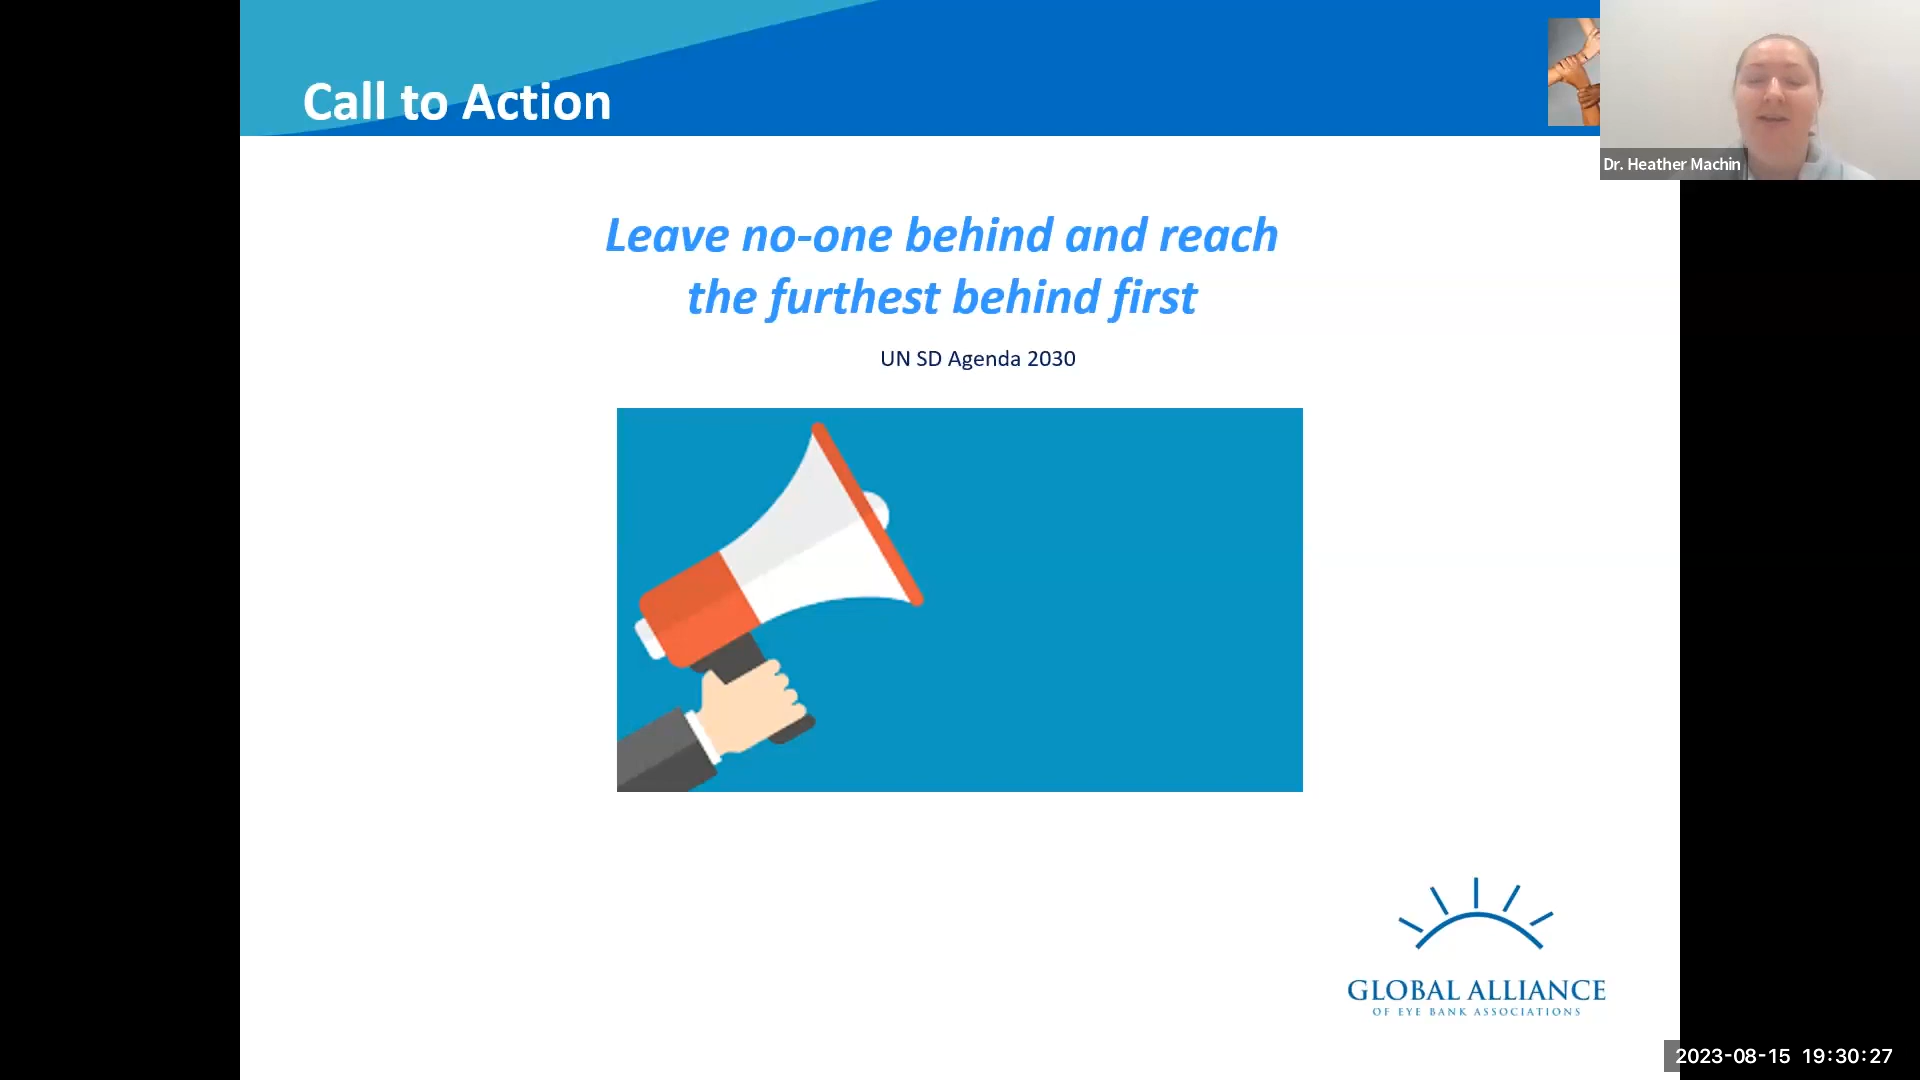 Call to Action
Dr. Heather Machin
Leave no-one behind and reach
the furthest behind first
UN SD Agenda 2030
GLOBAL ALLIANCE
OF EYE BANK ASSOCIATIONS
2023-08-15 19:30:27